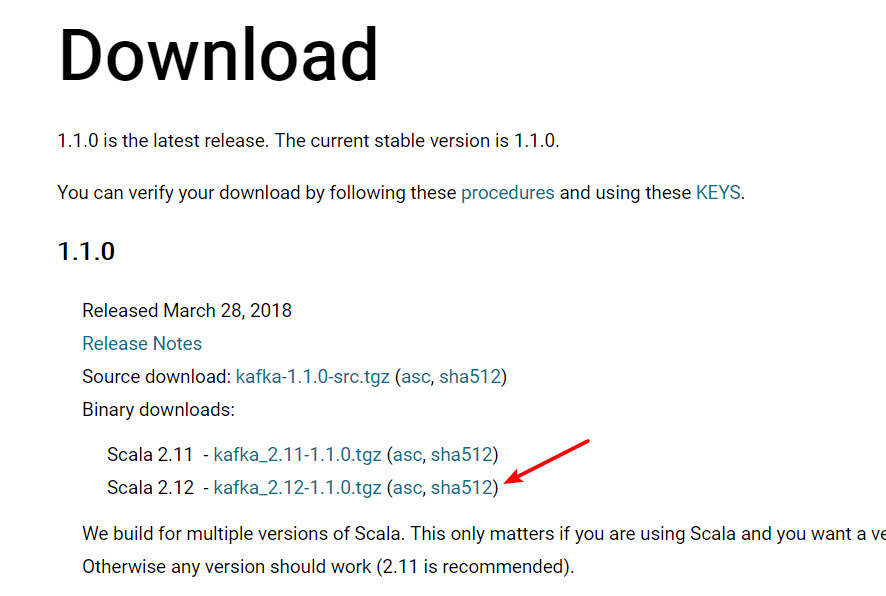 Download
1.1.0 is the latest release. The current stable version is 1.1.0.
You can verify your download by following these procedures and using these KEYS.
1.1.0
Released March 28, 2018
Release Notes
Source download: kafka-1.1.0-src.tgz (asc, sha512)
Binary downloads:
Scala 2.11 - kafka_2.11-1.1.0.tgz (asc, sha512)
Scala 2.12 - kafka_2.12-1.1.0.tgz (asc, sha512)
We build for multiple versions of Scala. This only matters if you are using Scala and you want a
Otherwise any version should work (2.11 is recommended).